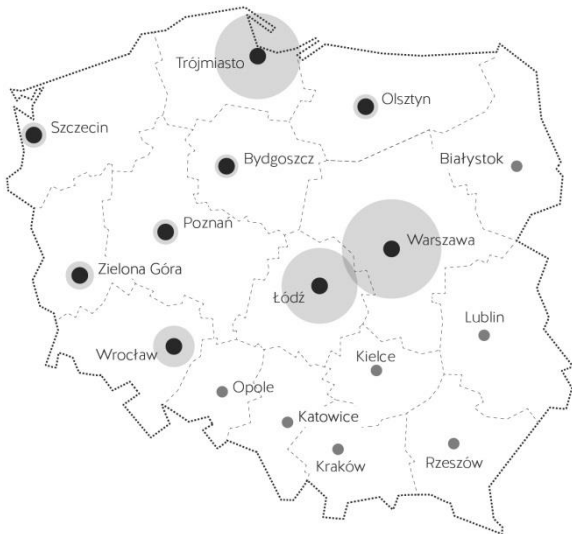 Trójmiasto
Olsztyn
Szczecin
Białystok
Bydgoszcz
Poznań
Warszawa
Zielona Góra
Łódź
Lublin
Wrocław
Kielce
Opole
Katowice
Kraków
Rzeszów